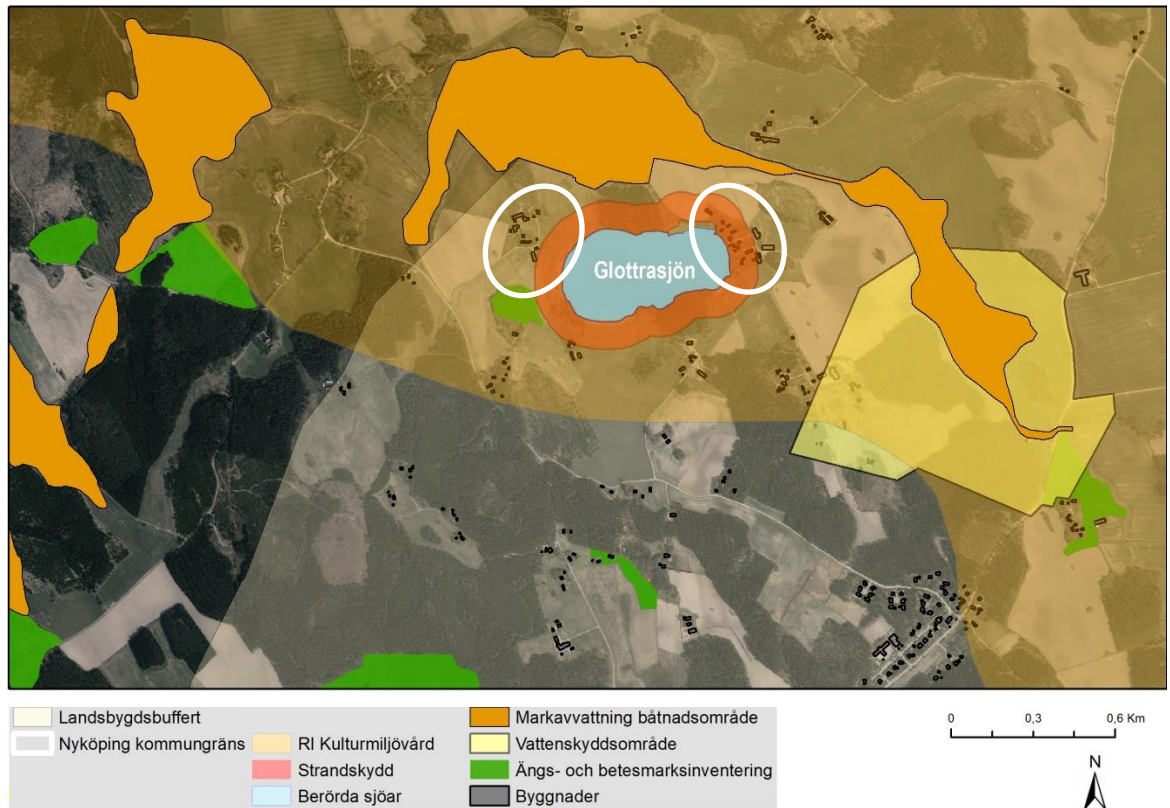 Glottrasjön
Landsbygdsbuffert
Nyköping kommungräns
RI Kulturmiljövård
Strandskydd
Berörda sjöar
Markavvattning båtnadsområde
Vattenskyddsområde
Ängs- och betesmarksinventering
Byggnader
0 0,3 0,6 Km
N